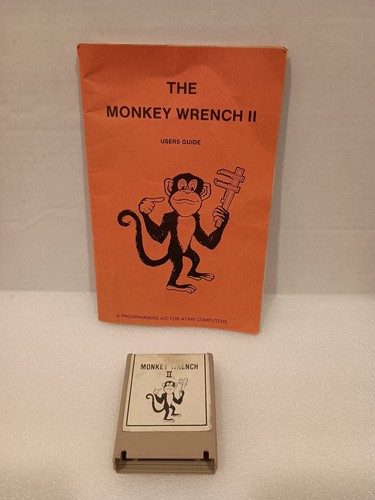 THE
MONKEY WRENCH II
USERS GUIDE
A PROGRAMMERS AID FOR ATARI COMPUTERS
MONKEY WRENCH
II